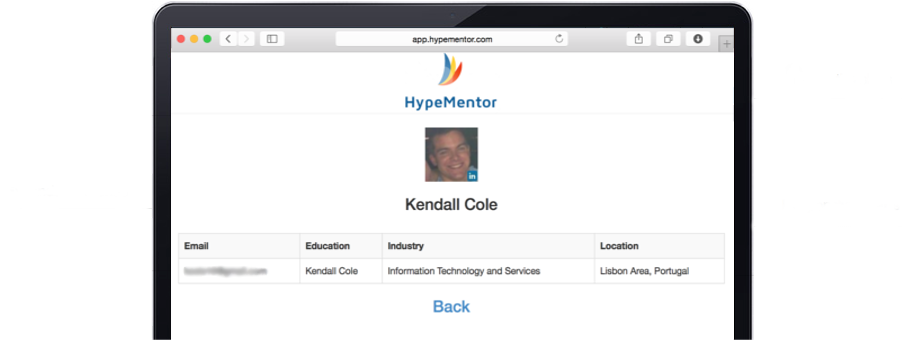 app.hypementor.com
HypeMentor
in
Kendall Cole
Email Education Industry Location
Kendall Cole Information Technology and Services Lisbon Area, Portugal
Back